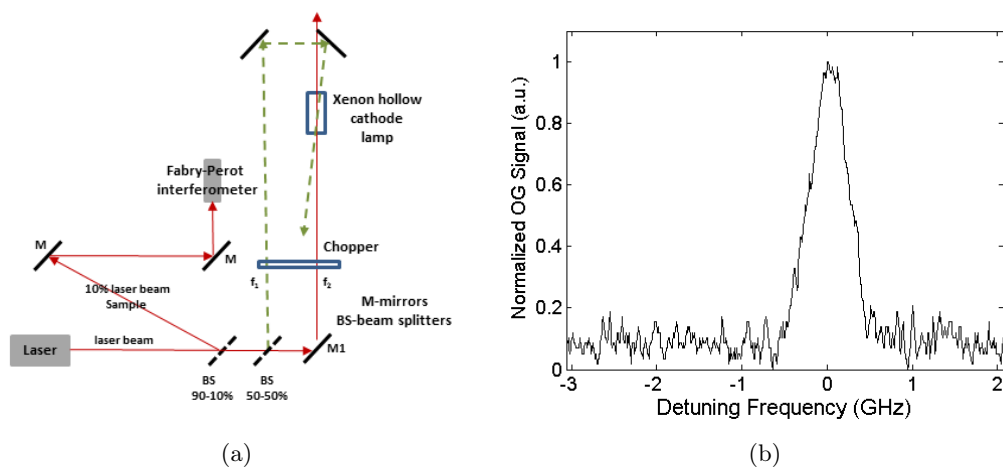 Xenon hollow
cathode
lamp
Fabry-Perot
interferometer
M
M
Chopper
f₁
f₂
10% laser beam
Sample
M-mirrors
BS-beam splitters
Laser
laser beam
M1
BS
90-10%
BS
50-50%
(a)
Normalized OG Signal (a.u.)
1
0.8
0.6
0.4
0.2
0
-3
-2
-1
0
1
2
Detuning Frequency (GHz)
(b)